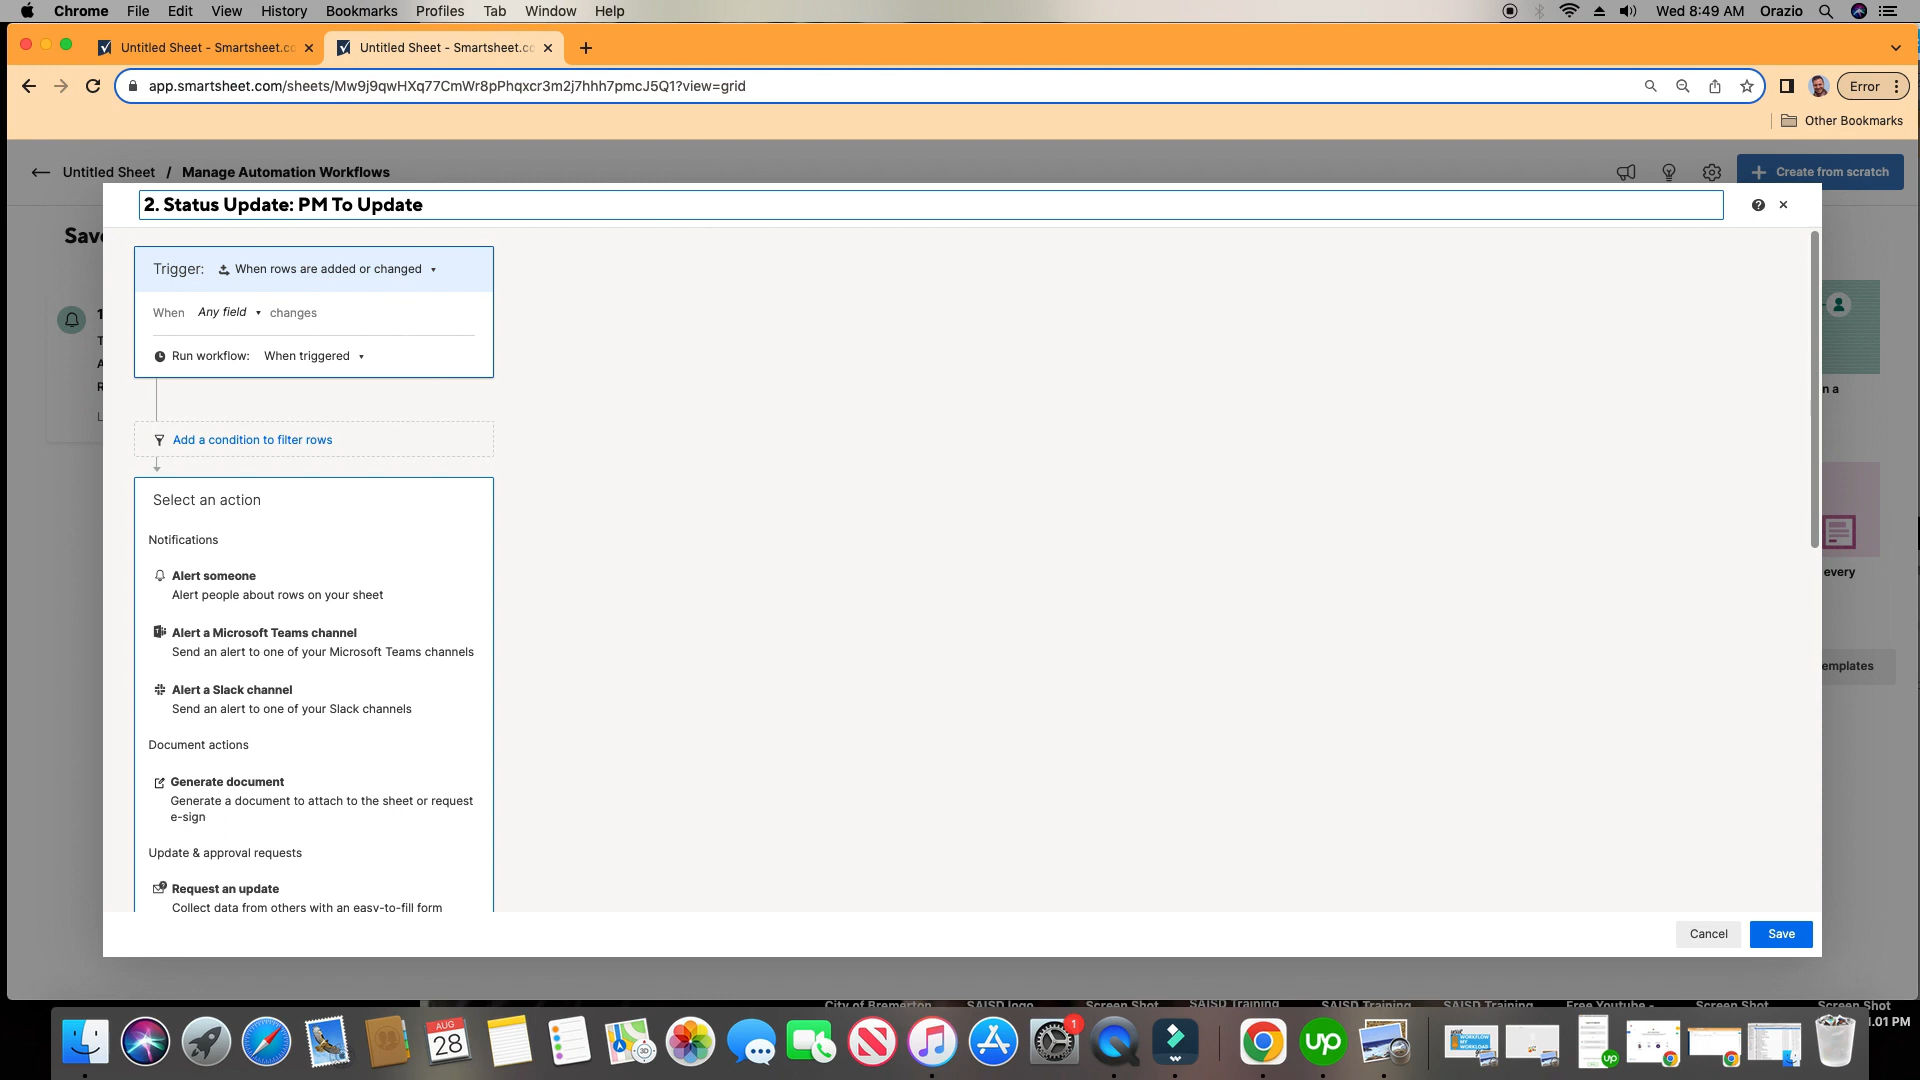 Chrome File Edit View History Bookmarks Profiles Tab Window Help
Wed 8:49 AM Orazio
Untitled Sheet - Smartsheet.co
Untitled Sheet - Smartsheet.co
app.smartsheet.com/sheets/Mw9j9qwHXq77CmWr8pPhqxcr3m2j7hhh7pmcJ5Q1?view=grid
Error
Other Bookmarks
Untitled Sheet / Manage Automation Workflows
Create from scratch
2. Status Update: PM To Update
Trigger: When rows are added or changed
When Any field changes
Run workflow: When triggered
Add a condition to filter rows
Select an action
Notifications
Alert someone
Alert people about rows on your sheet
Alert a Microsoft Teams channel
Send an alert to one of your Microsoft Teams channels
Alert a Slack channel
Send an alert to one of your Slack channels
Document actions
Generate document
Generate a document to attach to the sheet or request
e-sign
Update & approval requests
Request an update
Collect data from others with an easy-to-fill form
n a
every
emplates
Cancel
Save
City of Bremerton
SAISD logo
Screen Shot
SAISD Training
SAISD Training
SAISD Training
Free Youtube -
Screen Shot
Screen Shot
1.01 PM
AUG
28
3D
1
up